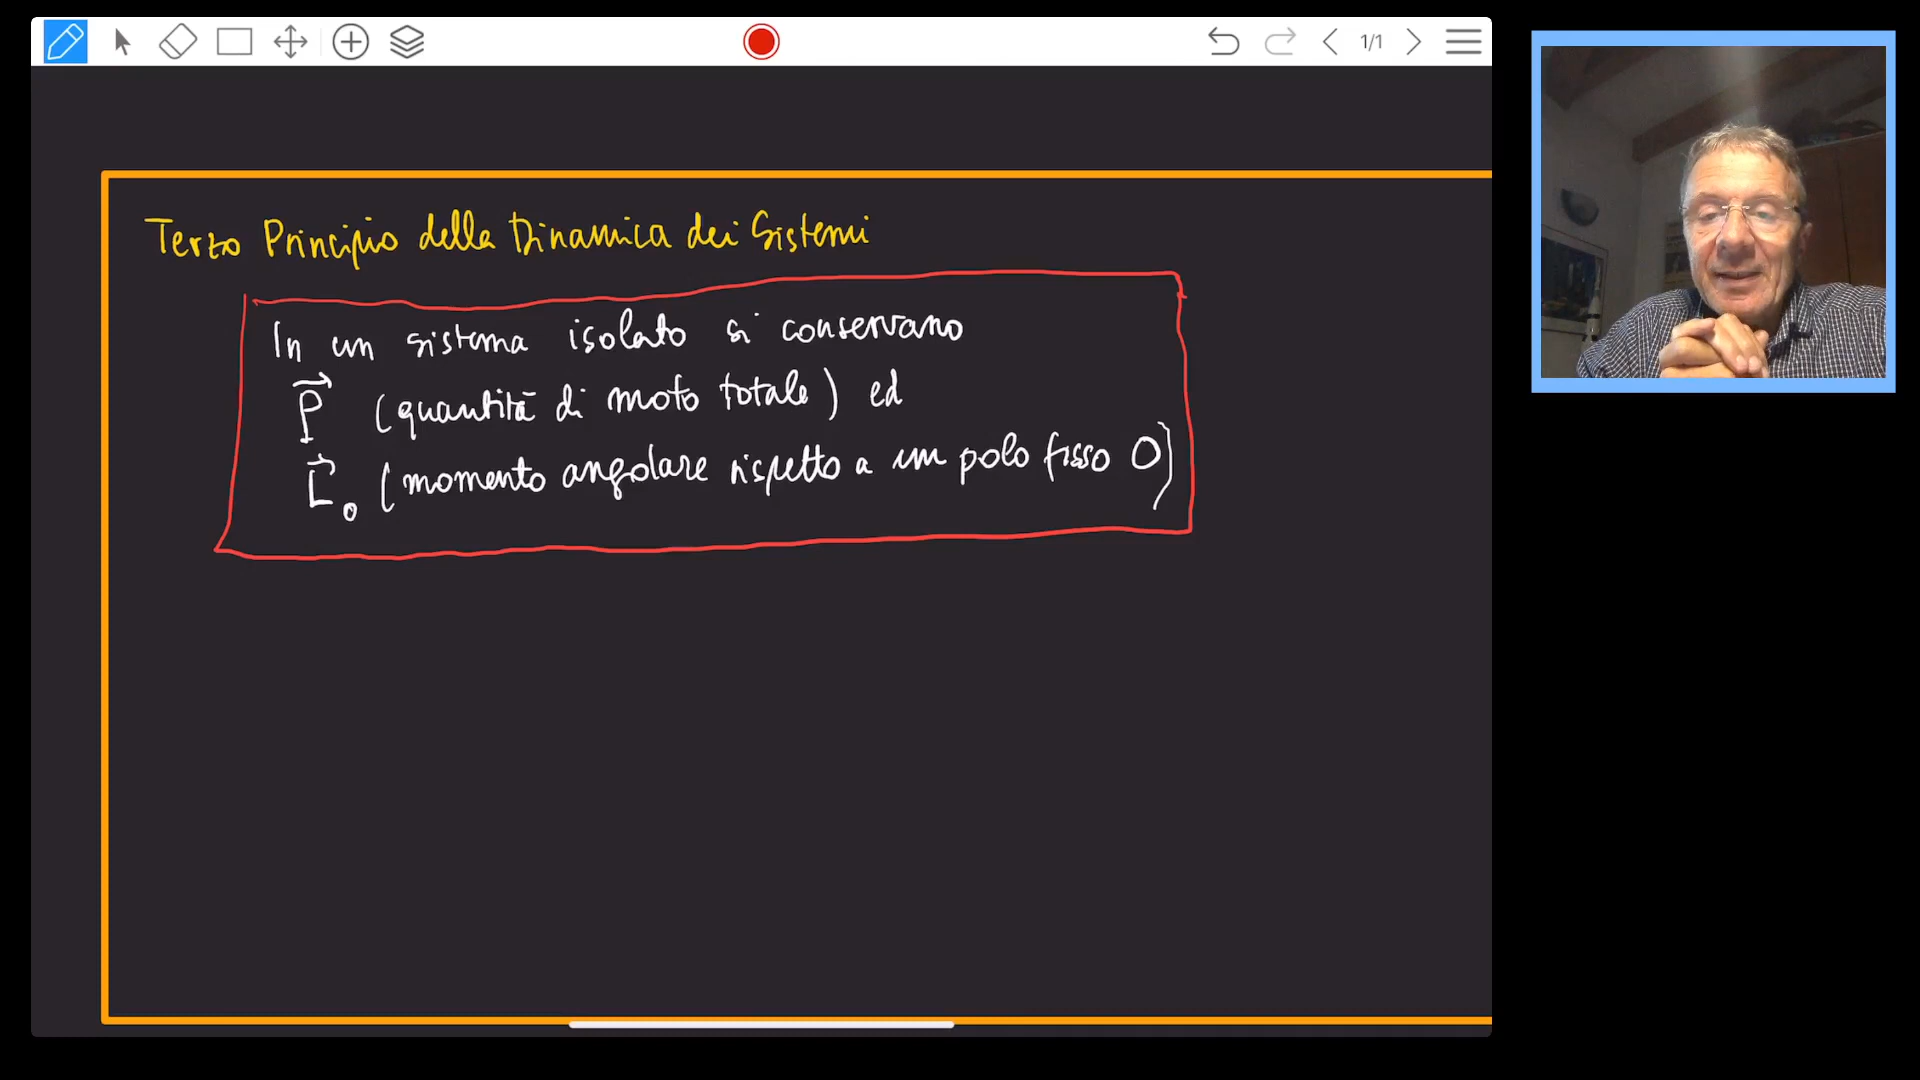 1/1
Terzo Principio della Dinamica dei Sistemi
In un sistema isolato si conservano
P⃗ (quantità di moto totale) ed
L⃗₀ (momento angolare rispetto a un polo fisso O)